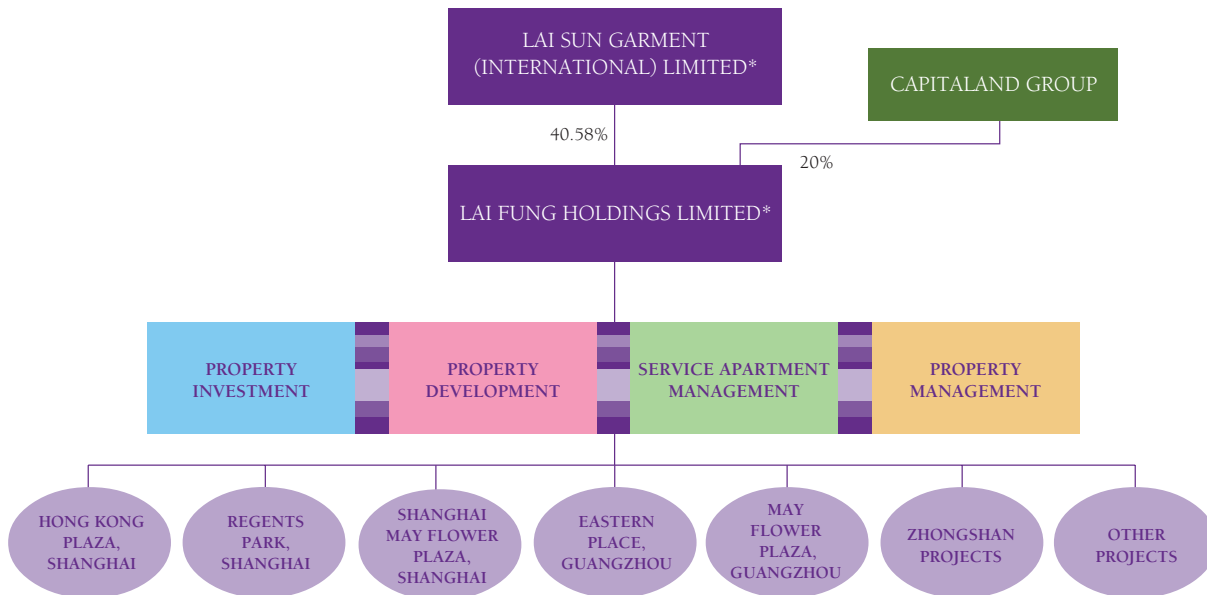 LAI SUN GARMENT
(INTERNATIONAL) LIMITED*
CAPITALAND GROUP
40.58%
20%
LAI FUNG HOLDINGS LIMITED*
PROPERTY
INVESTMENT
PROPERTY
DEVELOPMENT
SERVICE APARTMENT
MANAGEMENT
PROPERTY
MANAGEMENT
HONG KONG
PLAZA,
SHANGHAI
REGENTS
PARK,
SHANGHAI
SHANGHAI
MAY FLOWER
PLAZA,
SHANGHAI
EASTERN
PLACE,
GUANGZHOU
MAY
FLOWER
PLAZA,
GUANGZHOU
ZHONGSHAN
PROJECTS
OTHER
PROJECTS